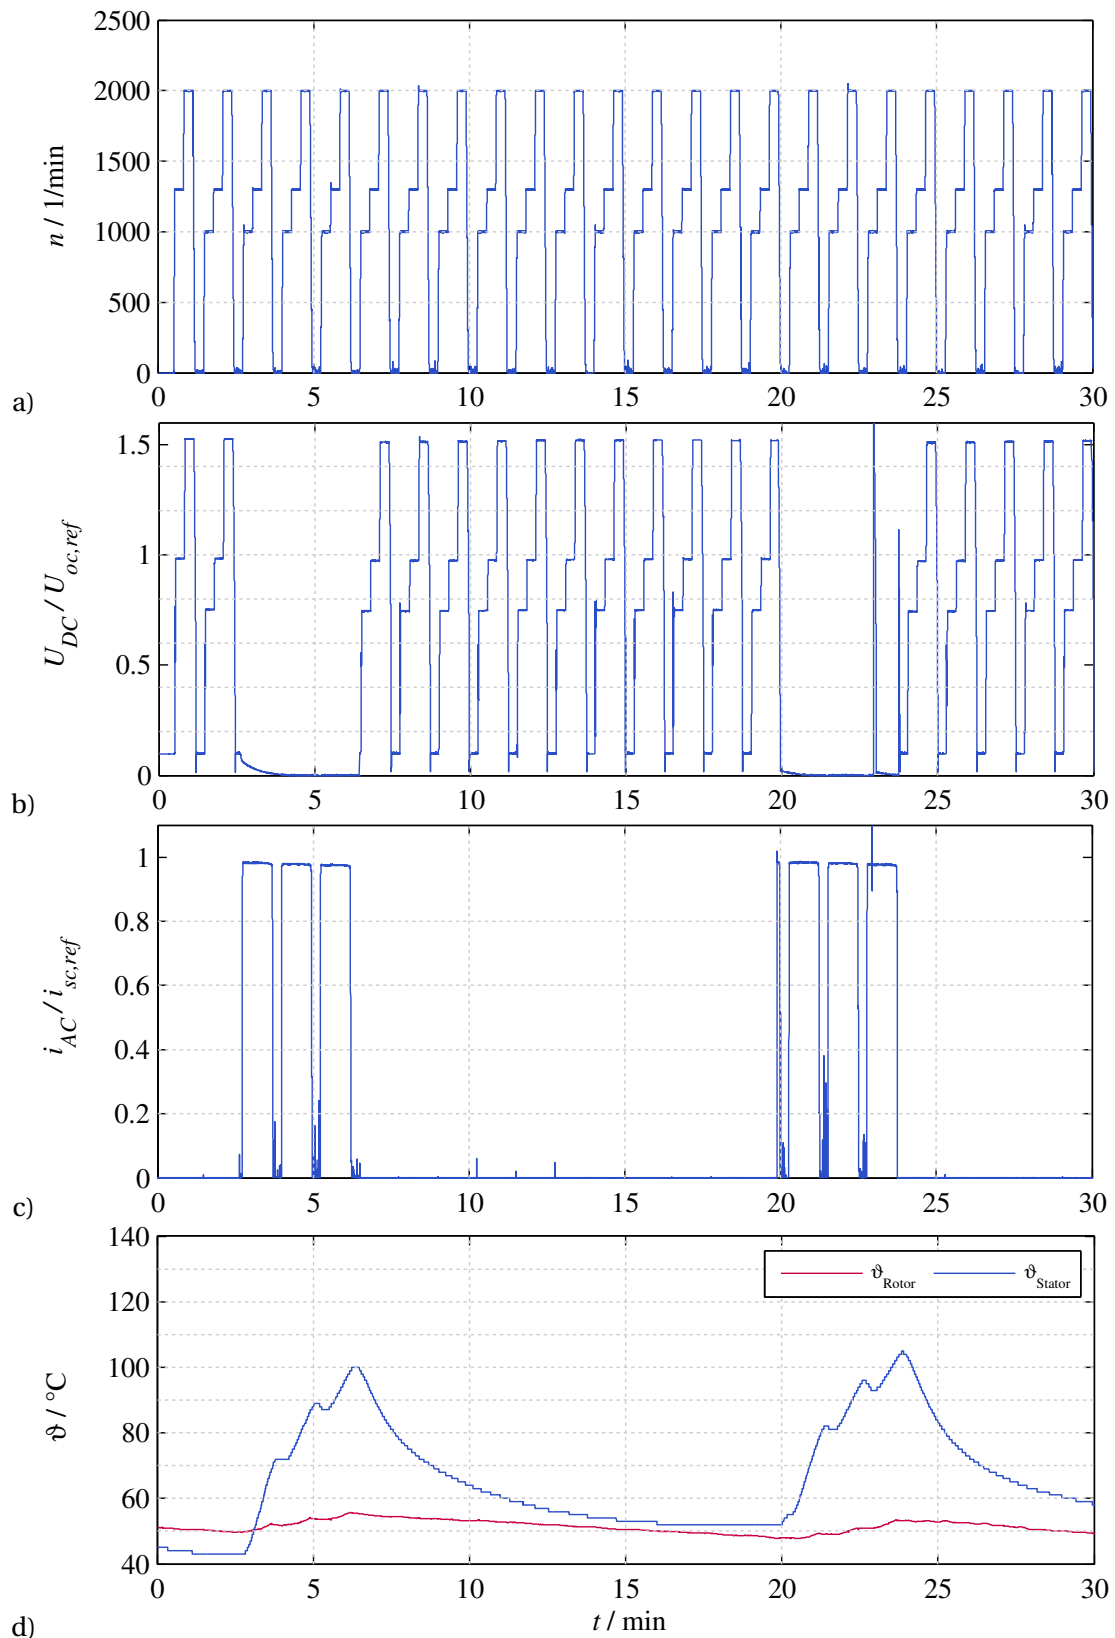 2500
2000
1500
1000
500
0
n / 1/min
0 5 10 15 20 25 30
a)
1.5
1
0.5
0
U_DC / U_oc,ref
0 5 10 15 20 25 30
b)
1
0.8
0.6
0.4
0.2
0
i_AC / i_sc,ref
0 5 10 15 20 25 30
c)
140
120
100
80
60
40
ϑ / °C
ϑ_Rotor ϑ_Stator
0 5 10 15 20 25 30
t / min
d)